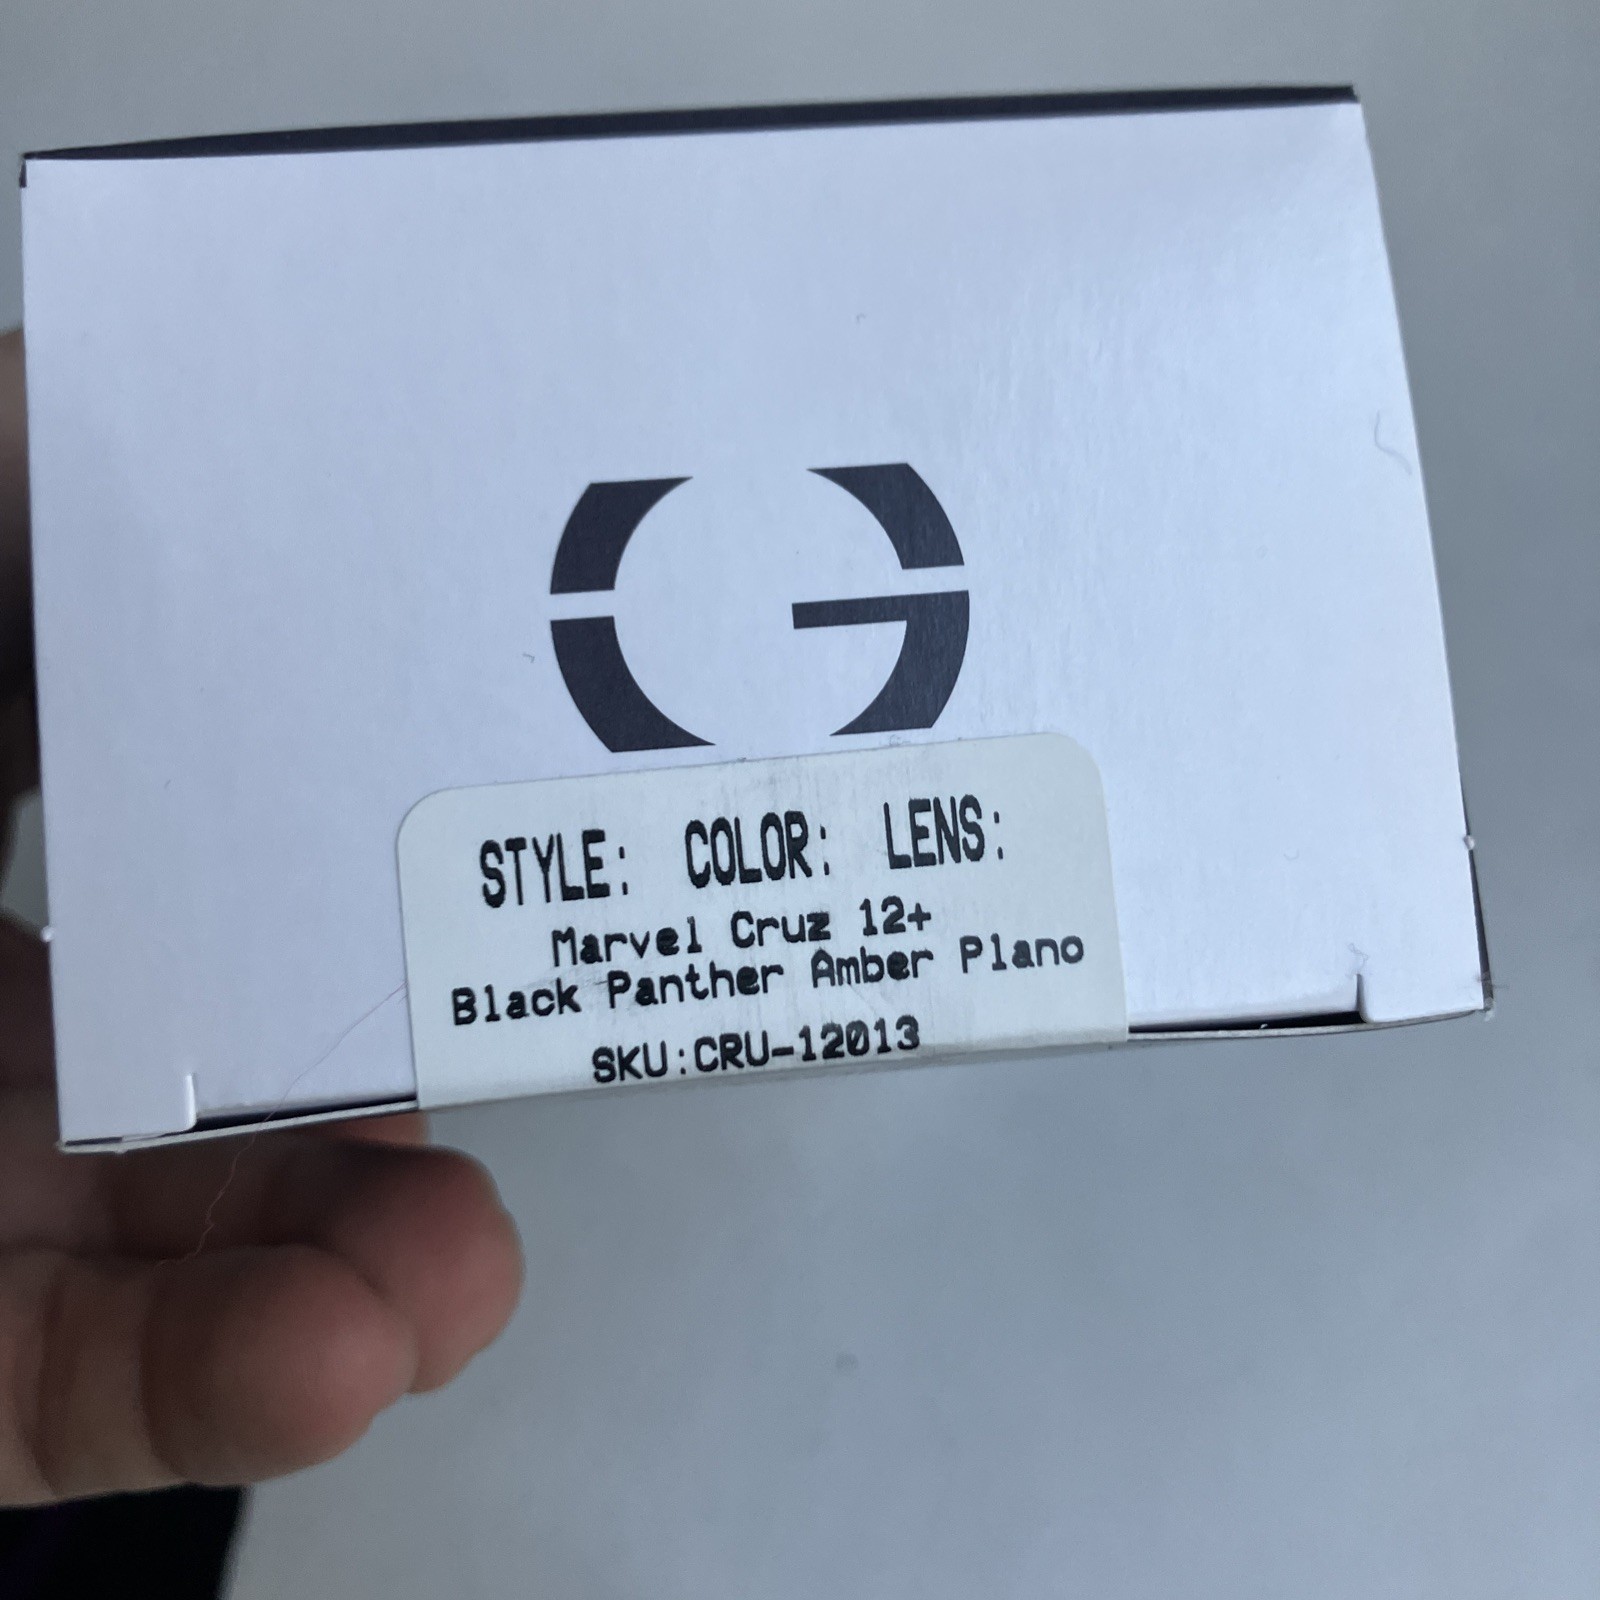 STYLE: COLOR: LENS:
Marvel Cruz 12+
Black Panther Amber Plano
SKU:CRU-12013